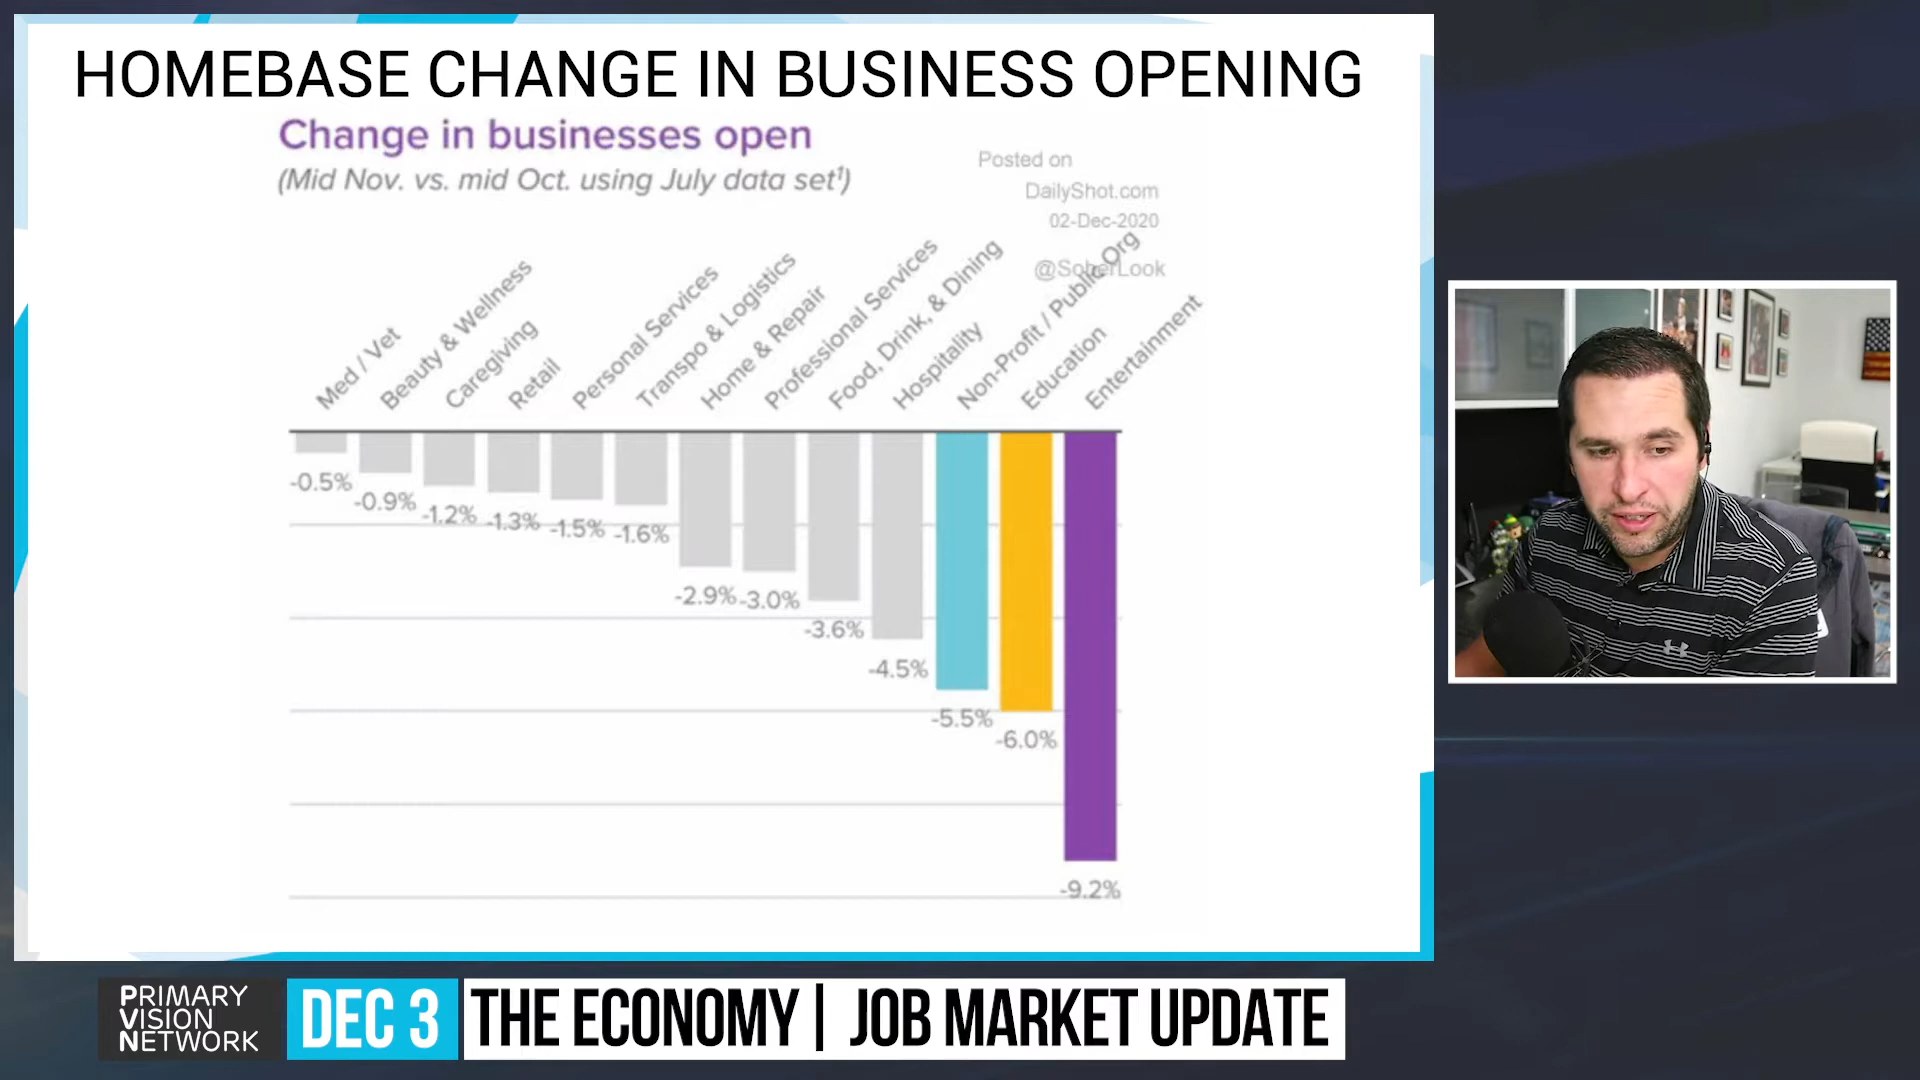 HOMEBASE CHANGE IN BUSINESS OPENING
Change in businesses open
(Mid Nov. vs. mid Oct. using July data set¹)
Posted on
DailyShot.com
02-Dec-2020
@SoberLook
Med / Vet
Beauty & Wellness
Caregiving
Retail
Personal Services
Transpo & Logistics
Home & Repair
Professional Services
Food, Drink, & Dining
Hospitality
Non-Profit / Public Org
Education
Entertainment
-0.5%
-0.9%
-1.2%
-1.3%
-1.5%
-1.6%
-2.9%
-3.0%
-3.6%
-4.5%
-5.5%
-6.0%
-9.2%
PRIMARY
VISION
NETWORK
DEC 3
THE ECONOMY | JOB MARKET UPDATE